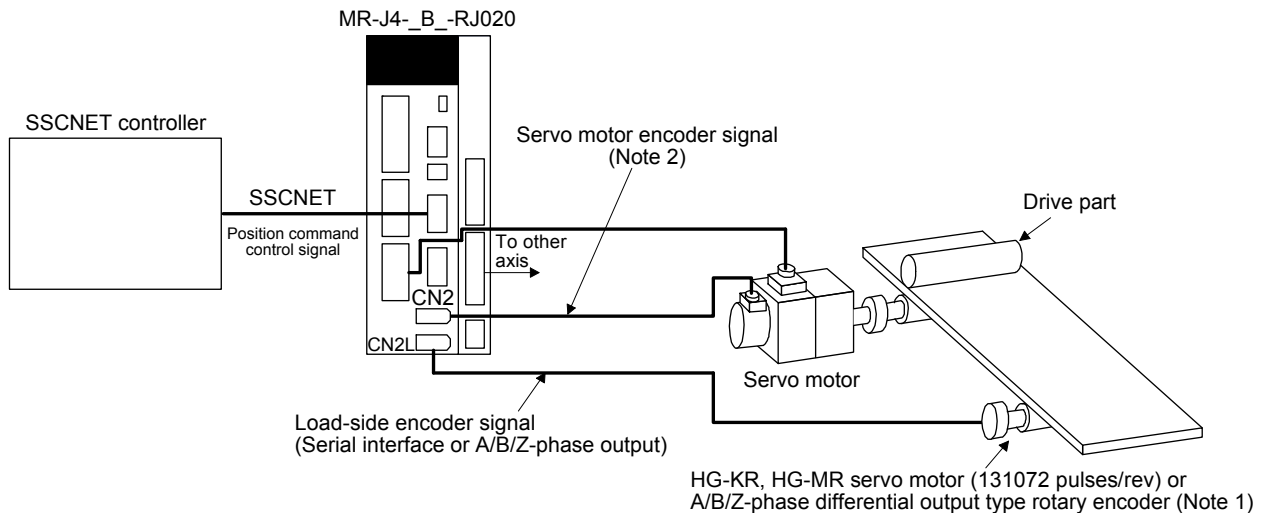 MR-J4-_B_-RJ020
SSCNET controller
SSCNET
Position command
control signal
Servo motor encoder signal
(Note 2)
To other
axis
Drive part
CN2
CN2L
Servo motor
Load-side encoder signal
(Serial interface or A/B/Z-phase output)
HG-KR, HG-MR servo motor (131072 pulses/rev) or
A/B/Z-phase differential output type rotary encoder (Note 1)